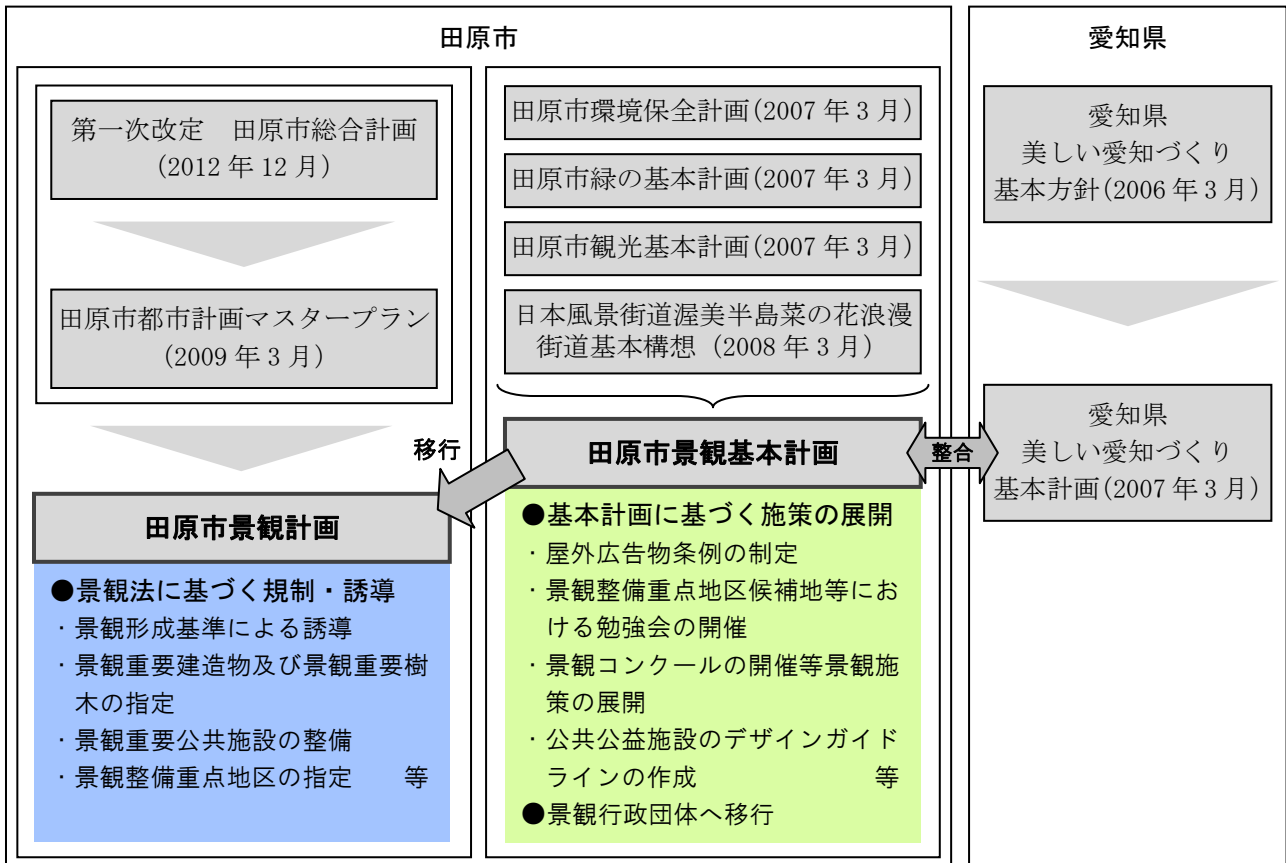 田原市
第一次改定　田原市総合計画
(2012 年 12 月)
田原市都市計画マスタープラン
(2009 年 3 月)
移行
田原市景観計画
●景観法に基づく規制・誘導
・景観形成基準による誘導
・景観重要建造物及び景観重要樹
木の指定
・景観重要公共施設の整備
・景観整備重点地区の指定　　等
田原市環境保全計画(2007 年 3 月)
田原市緑の基本計画(2007 年 3 月)
田原市観光基本計画(2007 年 3 月)
日本風景街道渥美半島菜の花浪漫
街道基本構想 (2008 年 3 月)
田原市景観基本計画
●基本計画に基づく施策の展開
・屋外広告物条例の制定
・景観整備重点地区候補地等にお
ける勉強会の開催
・景観コンクールの開催等景観施
策の展開
・公共公益施設のデザインガイド
ラインの作成　　等
●景観行政団体へ移行
整合
愛知県
愛知県
美しい愛知づくり
基本方針(2006 年 3 月)
愛知県
美しい愛知づくり
基本計画(2007 年 3 月)